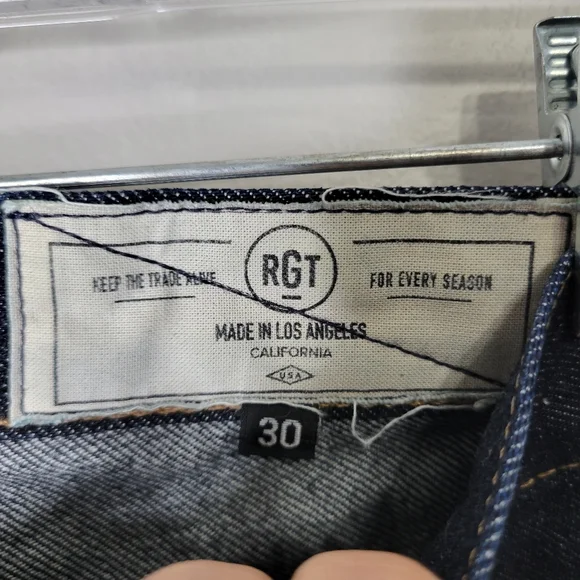 RGT
KEEP THE TRADE ALIVE
FOR EVERY SEASON
MADE IN LOS ANGELES
CALIFORNIA
USA
30